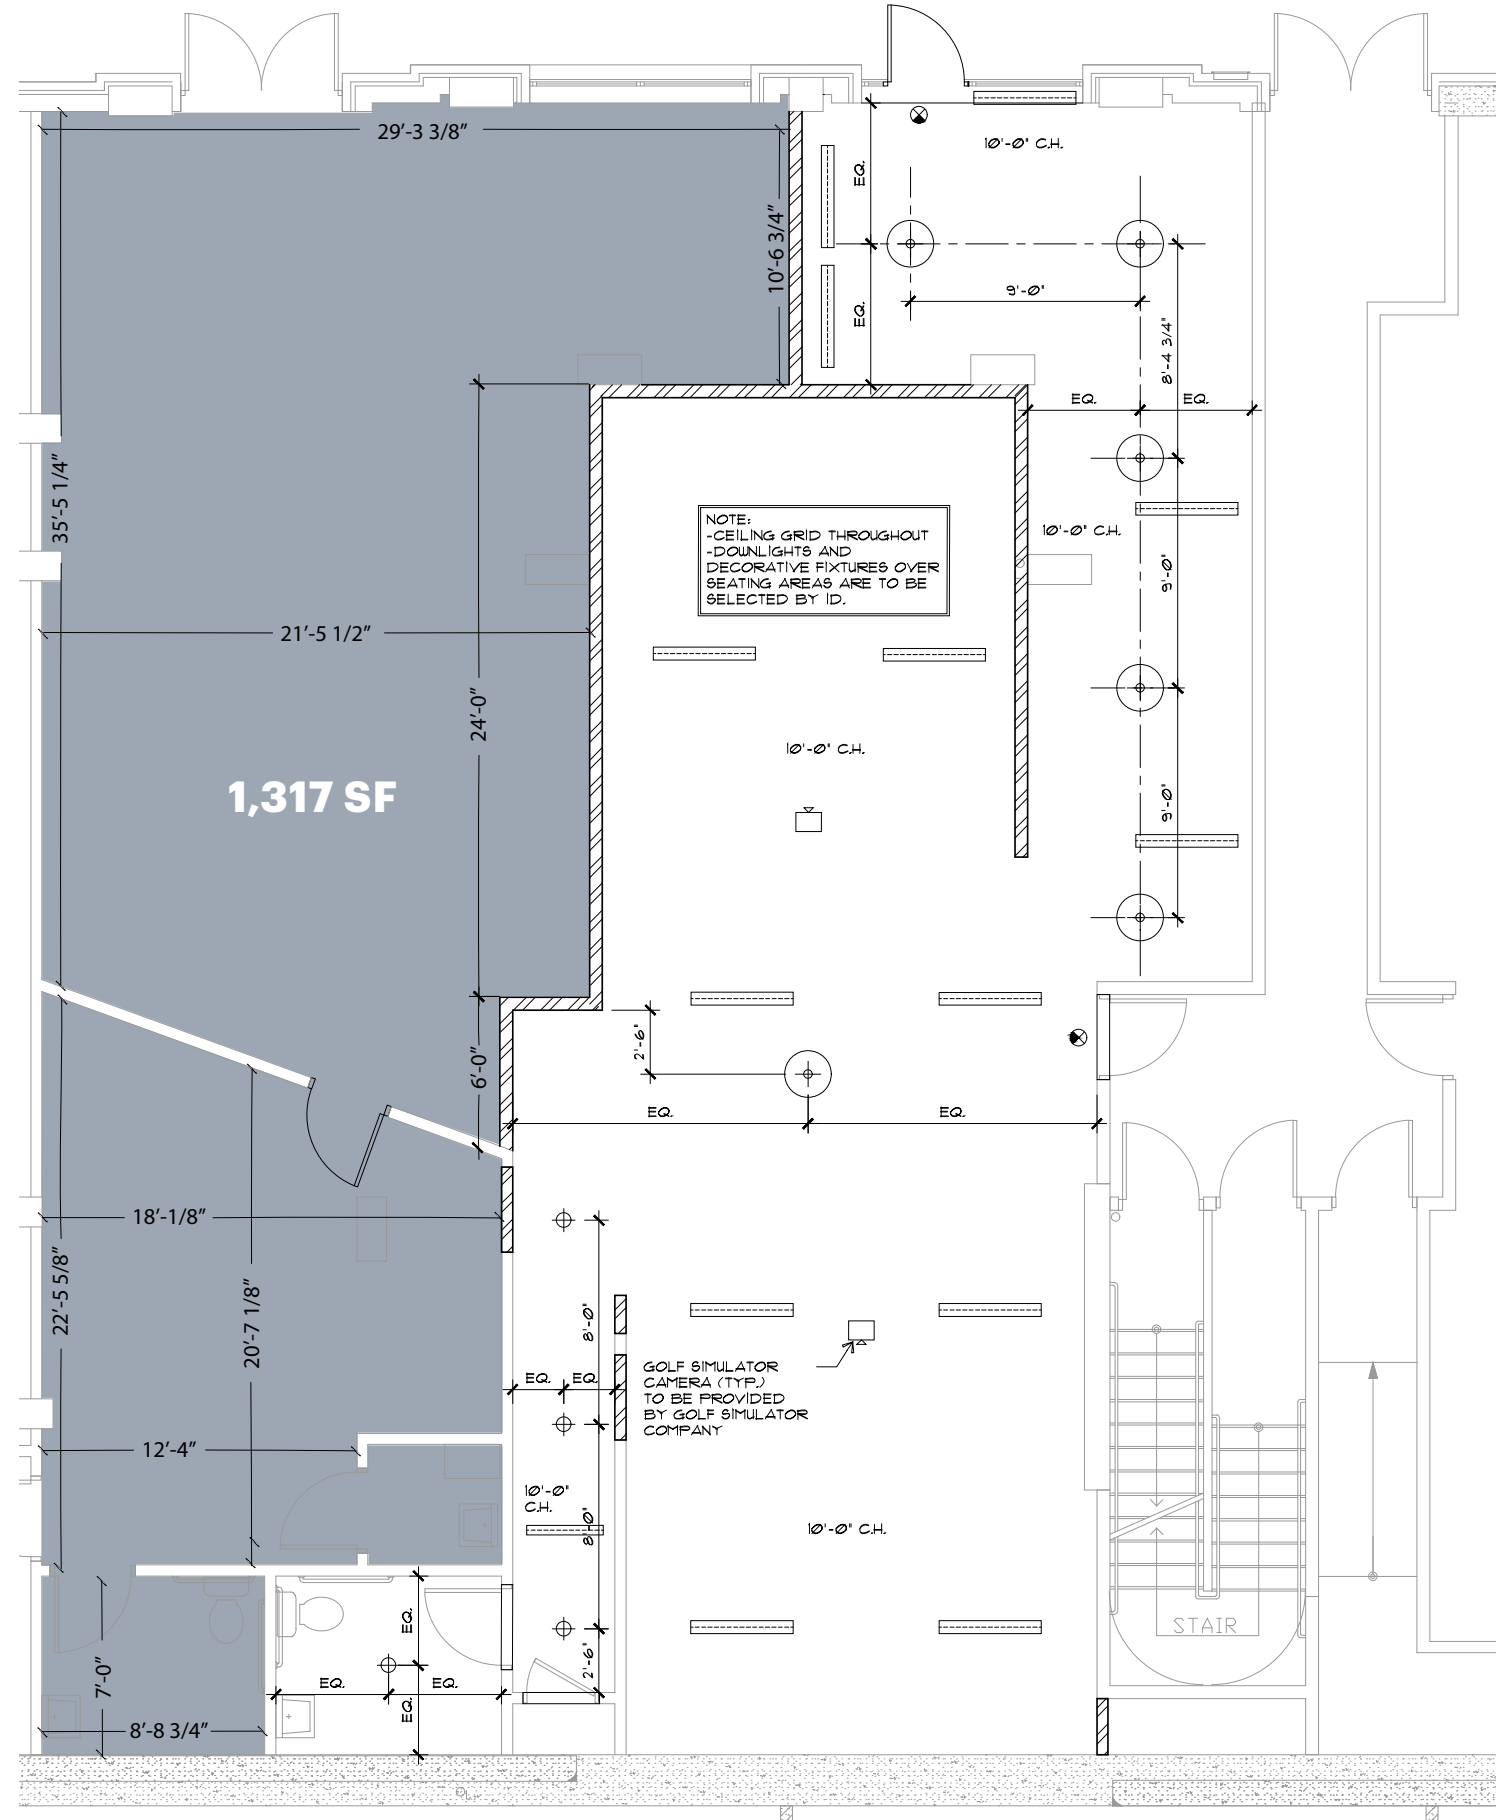 29'-3 3/8"
10'-0" C.H.
EQ.
10'-6 3/4"
9'-0"
EQ.
8'-4 3/4"
EQ.
EQ.
35'-5 1/4"
NOTE:
-CEILING GRID THROUGHOUT
-DOWNLIGHTS AND
DECORATIVE FIXTURES OVER
SEATING AREAS ARE TO BE
SELECTED BY ID.
10'-0" C.H.
9'-0"
21'-5 1/2"
24'-0"
10'-0" C.H.
1,317 SF
9'-0"
2'-6"
6'-0"
EQ.
EQ.
18'-1/8"
22'-5 5/8"
20'-7 1/8"
8'-0"
GOLF SIMULATOR
CAMERA (TYP.)
TO BE PROVIDED
BY GOLF SIMULATOR
COMPANY
EQ.
EQ.
12'-4"
10'-0"
C.H.
8'-0"
10'-0" C.H.
EQ.
STAIR
2'-6"
7'-0"
EQ.
EQ.
EQ.
8'-8 3/4"